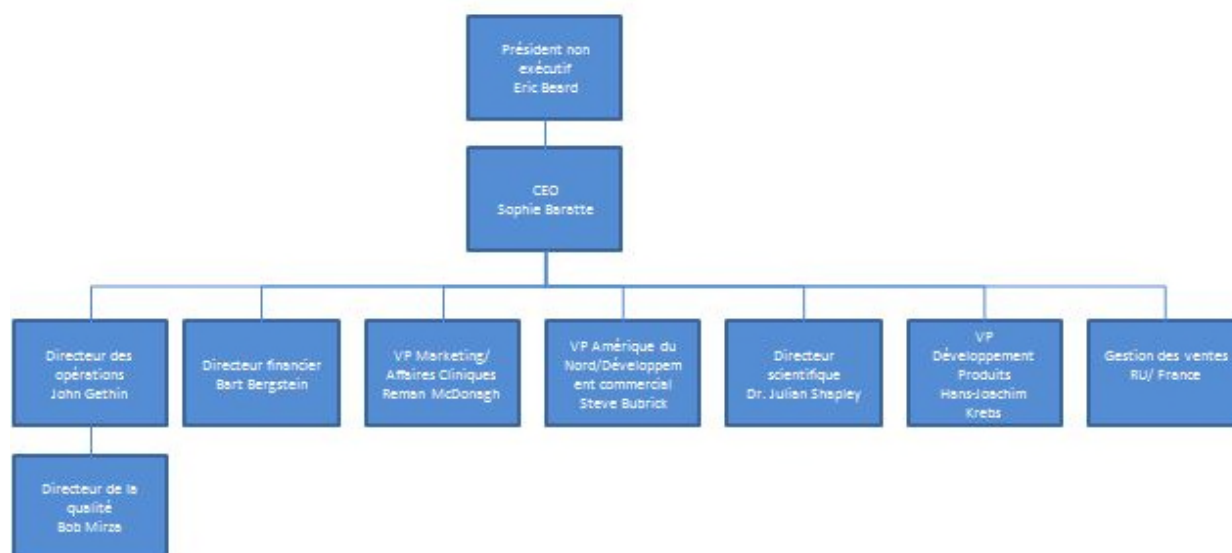 Président non
exécutif
Eric Beard
CEO
Sophie Baratte
Directeur des
opérations
John Gethin
Directeur financier
Bart Bergstein
VP Marketing/
Affaires Cliniques
Reman McDonagh
VP Amérique du
Nord/Développem
ent commercial
Steve Bubrick
Directeur
scientifique
Dr. Julian Shapley
VP
Développement
Produits
Hans-Joachim
Krebs
Gestion des ventes
RU/ France
Directeur de la
qualité
Bob Mirza